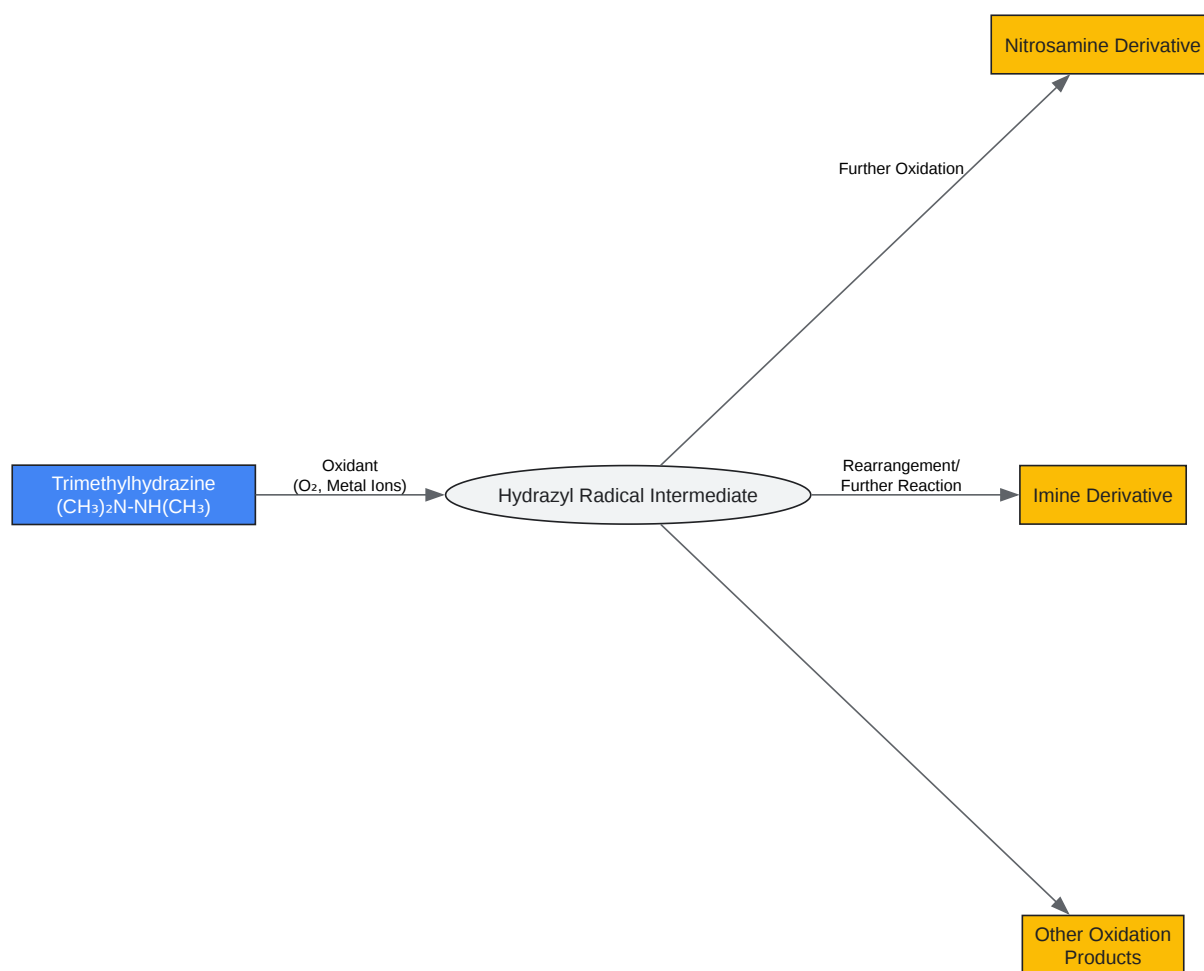 Nitrosamine Derivative
Further Oxidation
Trimethylhydrazine
(CH₃)₂N-NH(CH₃)
Oxidant
(O₂, Metal Ions)
Hydrazyl Radical Intermediate
Rearrangement/
Further Reaction
Imine Derivative
Other Oxidation
Products